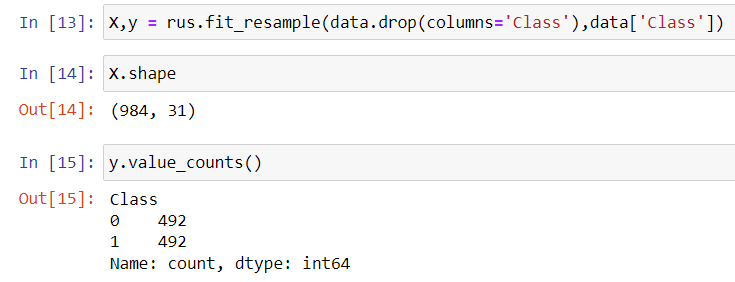 In [13]: X,y = rus.fit_resample(data.drop(columns='Class'),data['Class'])
In [14]: X.shape
Out[14]: (984, 31)
In [15]: y.value_counts()
Out[15]: Class
0    492
1    492
Name: count, dtype: int64